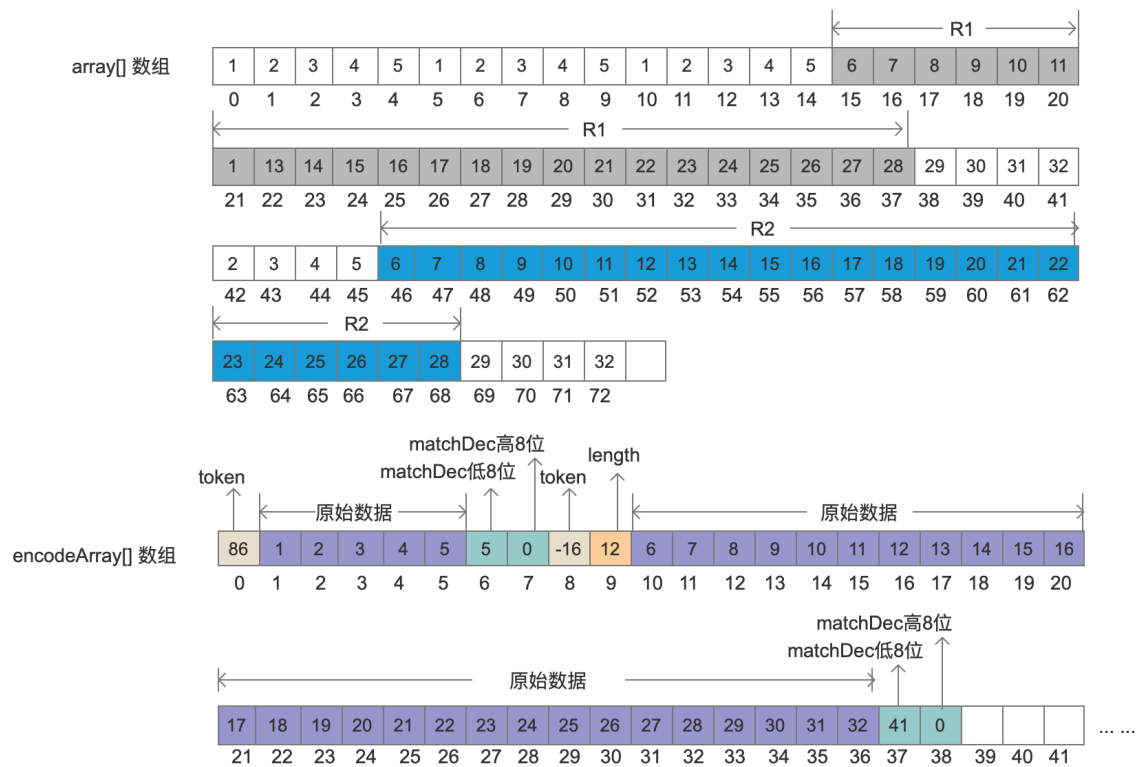 R1
array[] 数组 1 2 3 4 5 1 2 3 4 5 1 2 3 4 5 6 7 8 9 10 11
0 1 2 3 4 5 6 7 8 9 10 11 12 13 14 15 16 17 18 19 20
R1
1 13 14 15 16 17 18 19 20 21 22 23 24 25 26 27 28 29 30 31 32
21 22 23 24 25 26 27 28 29 30 31 32 33 34 35 36 37 38 39 40 41
R2
2 3 4 5 6 7 8 9 10 11 12 13 14 15 16 17 18 19 20 21 22
42 43 44 45 46 47 48 49 50 51 52 53 54 55 56 57 58 59 60 61 62
R2
23 24 25 26 27 28 29 30 31 32
63 64 65 66 67 68 69 70 71 72
matchDec高8位
length
matchDec低8位
token
token
原始数据
原始数据
encodeArray[] 数组 86 1 2 3 4 5 5 0 -16 12 6 7 8 9 10 11 12 13 14 15 16
0 1 2 3 4 5 6 7 8 9 10 11 12 13 14 15 16 17 18 19 20
matchDec高8位
matchDec低8位
原始数据
17 18 19 20 21 22 23 24 25 26 27 28 29 30 31 32 41 0 ... ...
21 22 23 24 25 26 27 28 29 30 31 32 33 34 35 36 37 38 39 40 41